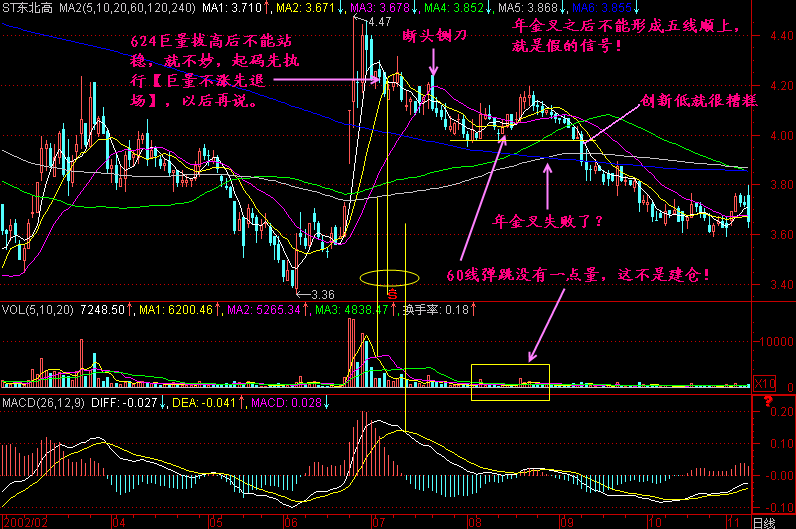 ST东北高 MA2(5,10,20,60,120,240) MA1: 3.710↑, MA2: 3.671↓, MA3: 3.678↓, MA4: 3.852↓, MA5: 3.868↓, MA6: 3.855↓
4.47
年金叉之后不能形成五线顺上,
就是假的信号!
624巨量拔高后不能站
稳,就不妙,起码先执
行【巨量不涨先退
场】,以后再说。
断头铡刀
创新低就很糟糕
年金叉失败了?
60线弹跳没有一点量,这不是建仓!
3.36
4.40
4.20
4.00
3.80
3.60
3.40
VOL(5,10,20) 7248.50↑, MA1: 6200.46↑, MA2: 5265.34↑, MA3: 4838.47↑, 换手率: 0.18↑
10000
X10
0
MACD(26,12,9) DIFF: -0.027↓, DEA: -0.041↑, MACD: 0.028↓
?
0.20
0.10
-0.00
-0.10
2002/02 04 05 06 07 08 09 10 11 日线